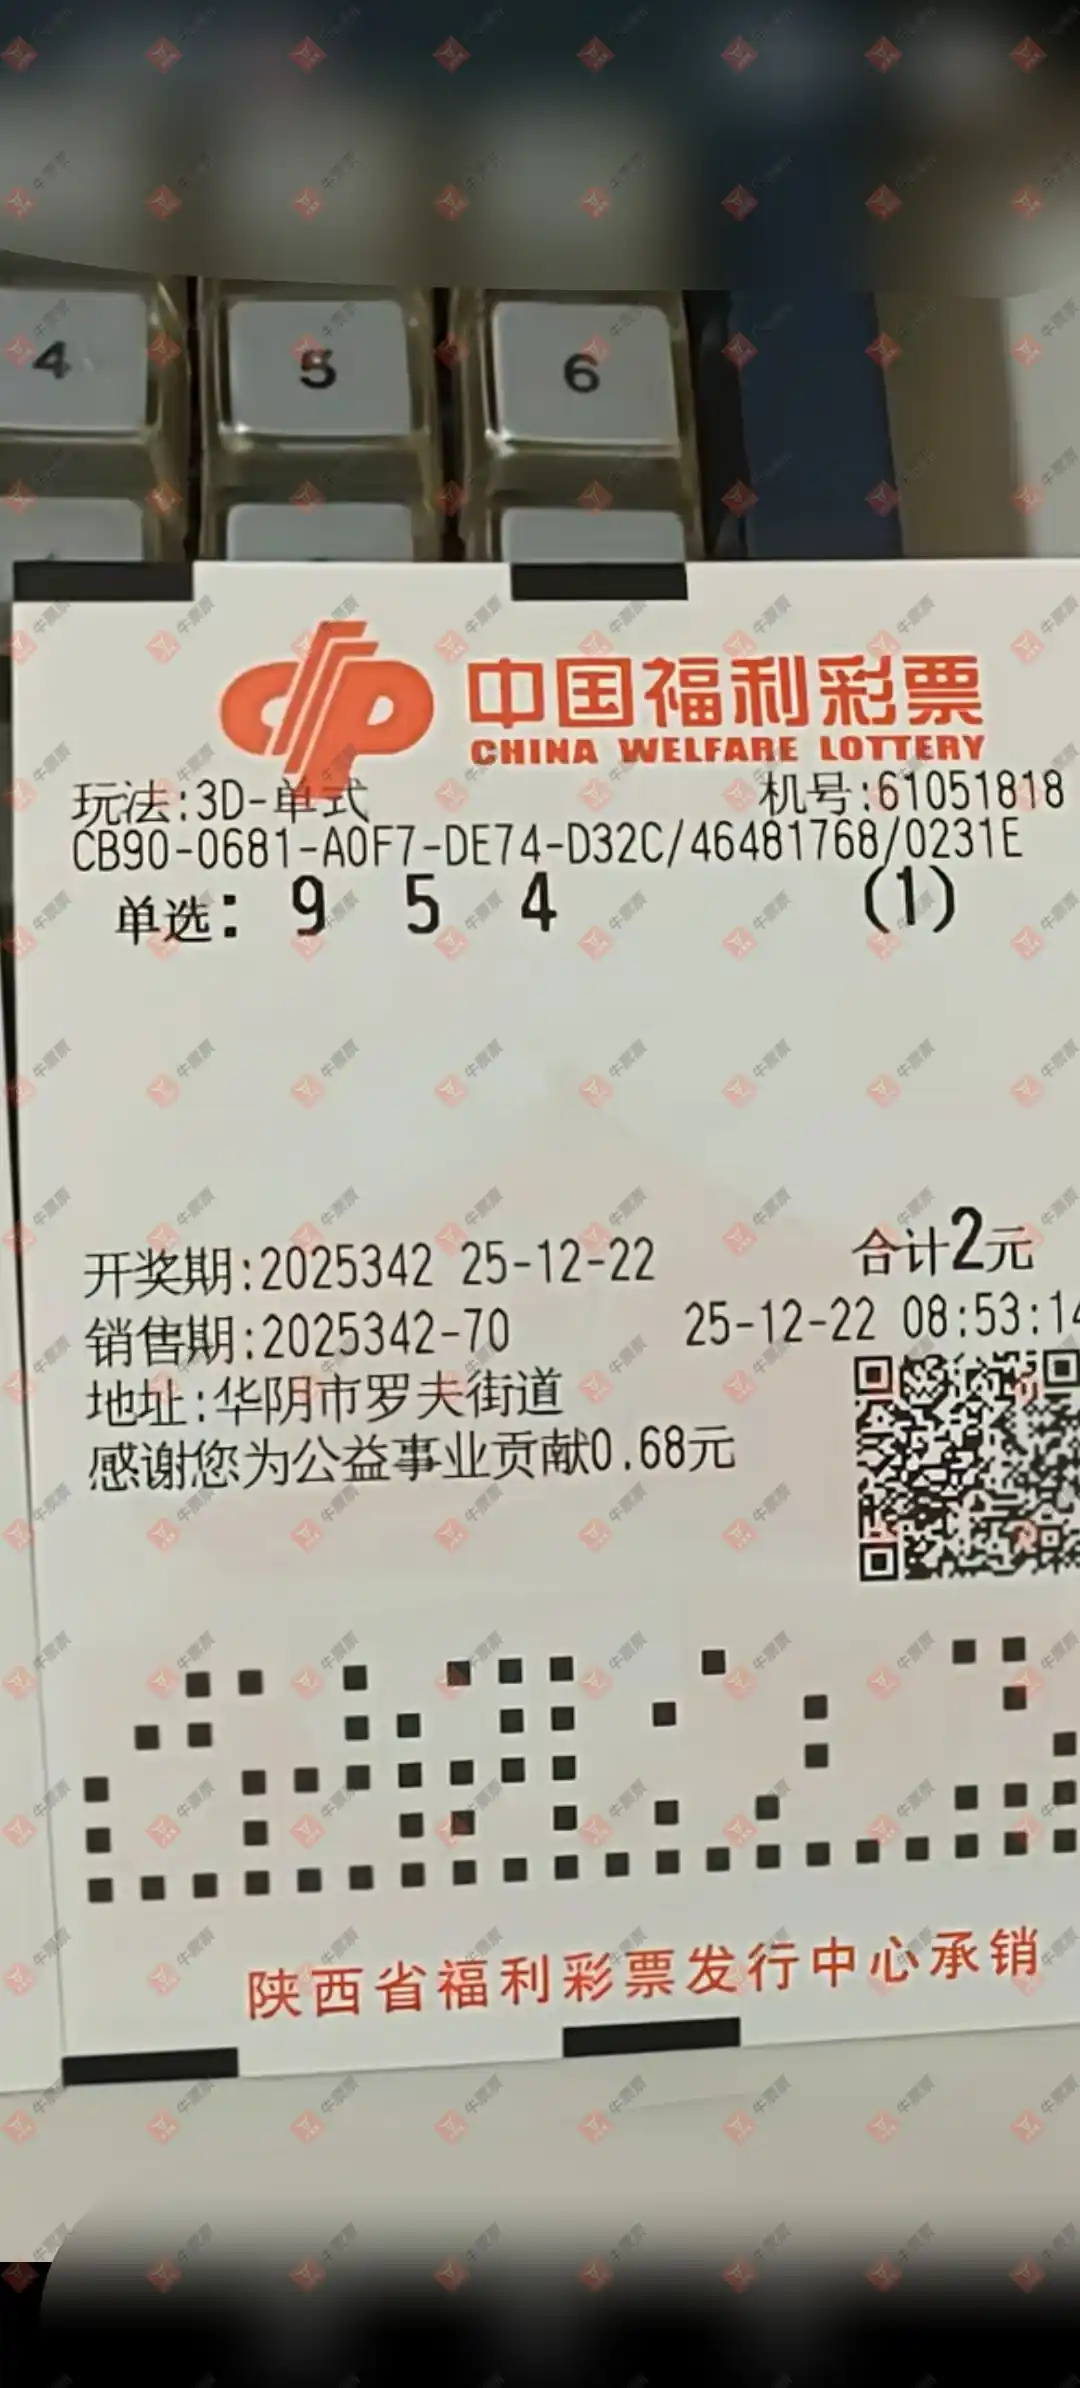 4 5 6
中国福利彩票
CHINA WELFARE LOTTERY
玩法:3D-单式 机号:61051818
CB90-0681-A0F7-DE74-D32C/46481768/0231E
单选: 9 5 4 (1)
开奖期:2025342 25-12-22 合计2元
销售期:2025342-70 25-12-22 08:53:14
地址:华阴市罗夫街道
感谢您为公益事业贡献0.68元
陕西省福利彩票发行中心承销
牛票票